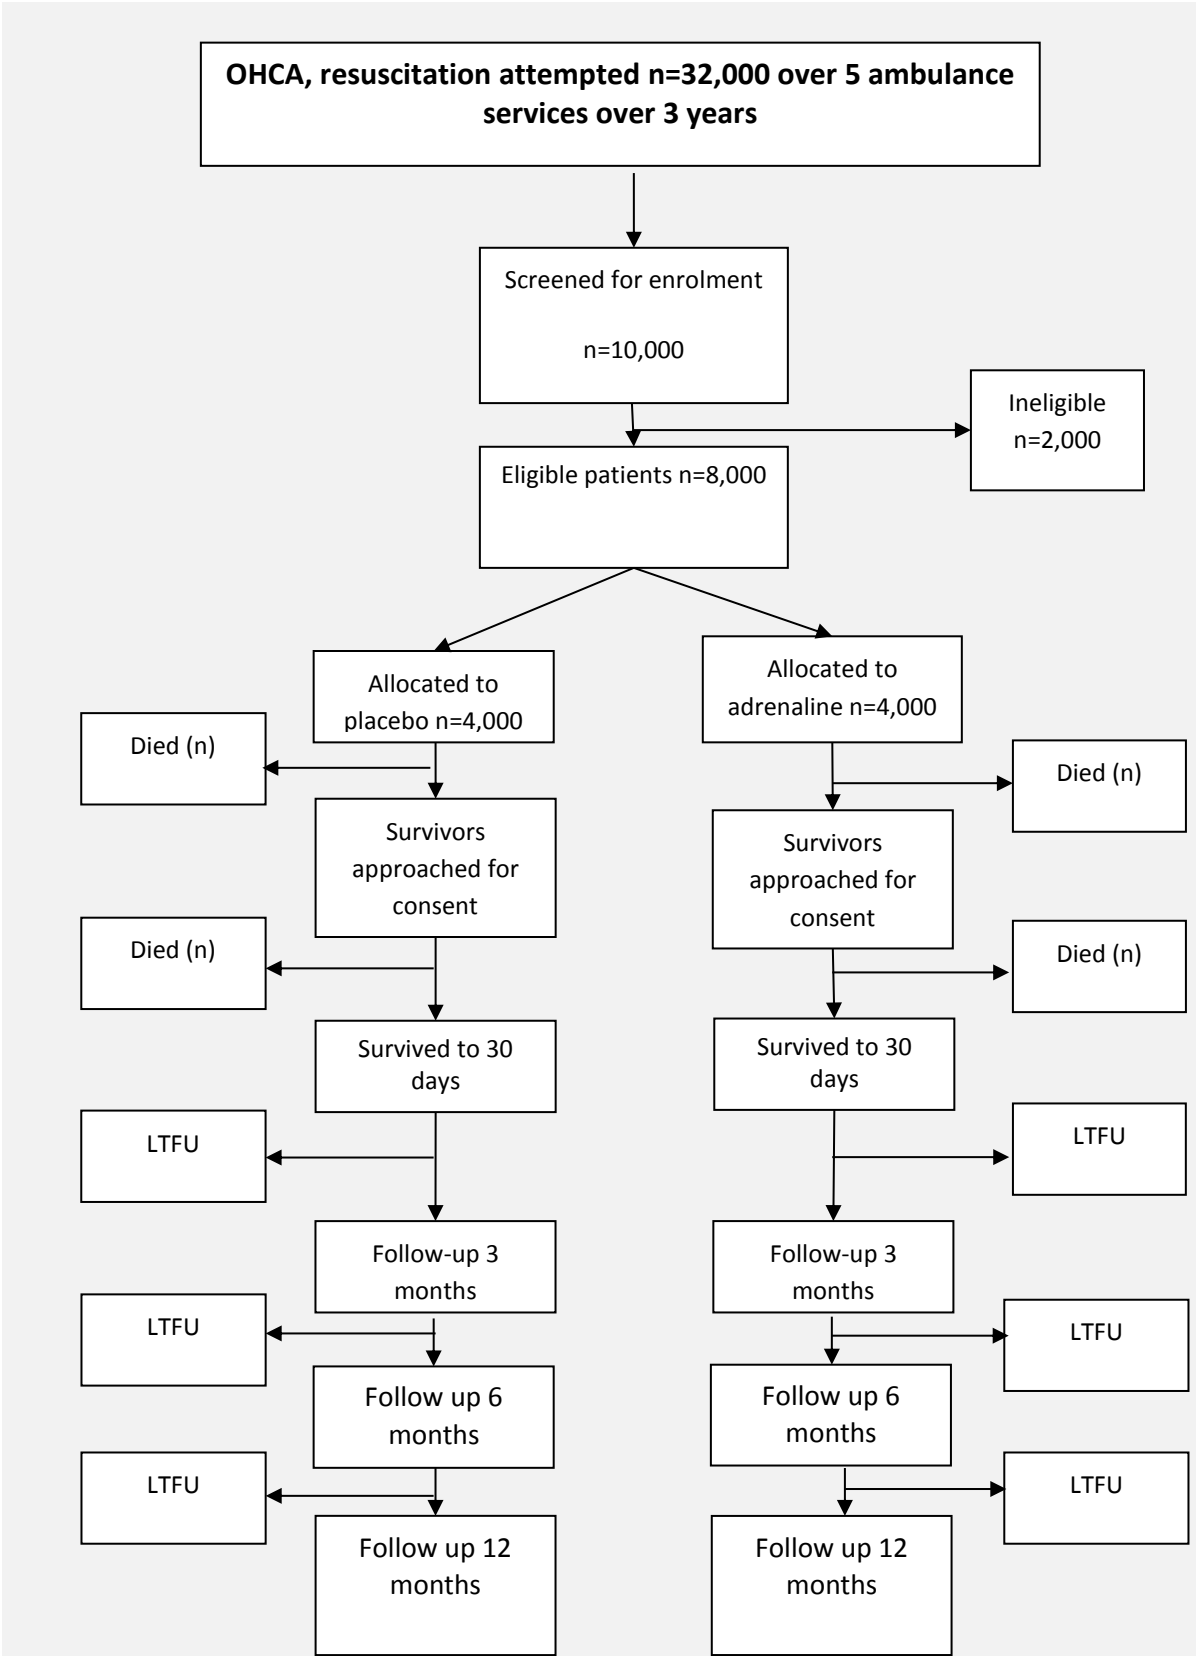 OHCA, resuscitation attempted n=32,000 over 5 ambulance
services over 3 years
Screened for enrolment
n=10,000
Ineligible
n=2,000
Eligible patients n=8,000
Allocated to
placebo n=4,000
Allocated to
adrenaline n=4,000
Died (n)
Died (n)
Survivors
approached for
consent
Survivors
approached for
consent
Died (n)
Died (n)
Survived to 30
days
Survived to 30
days
LTFU
LTFU
Follow-up 3
months
Follow-up 3
months
LTFU
LTFU
Follow up 6
months
Follow up 6
months
LTFU
LTFU
Follow up 12
months
Follow up 12
months